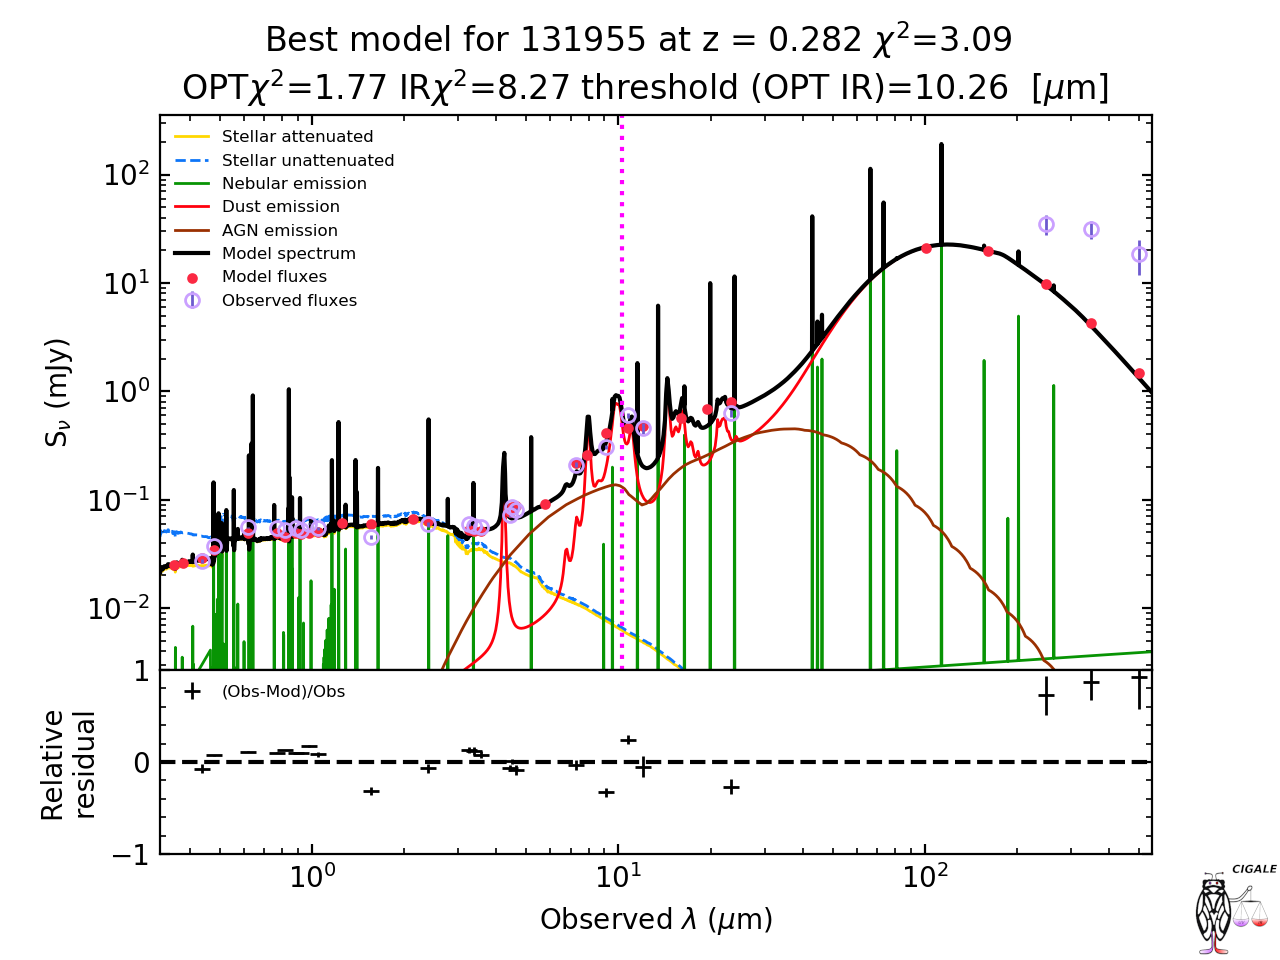 Best model for 131955 at z = 0.282 χ²=3.09
OPTχ²=1.77 IRχ²=8.27 threshold (OPT IR)=10.26 [μm]
Stellar attenuated
Stellar unattenuated
Nebular emission
Dust emission
AGN emission
Model spectrum
Model fluxes
Observed fluxes
10²
10¹
10⁰
10⁻¹
10⁻²
S_ν (mJy)
1
0
−1
Relative
residual
(Obs-Mod)/Obs
10⁰ 10¹ 10²
Observed λ (μm)
CIGALE